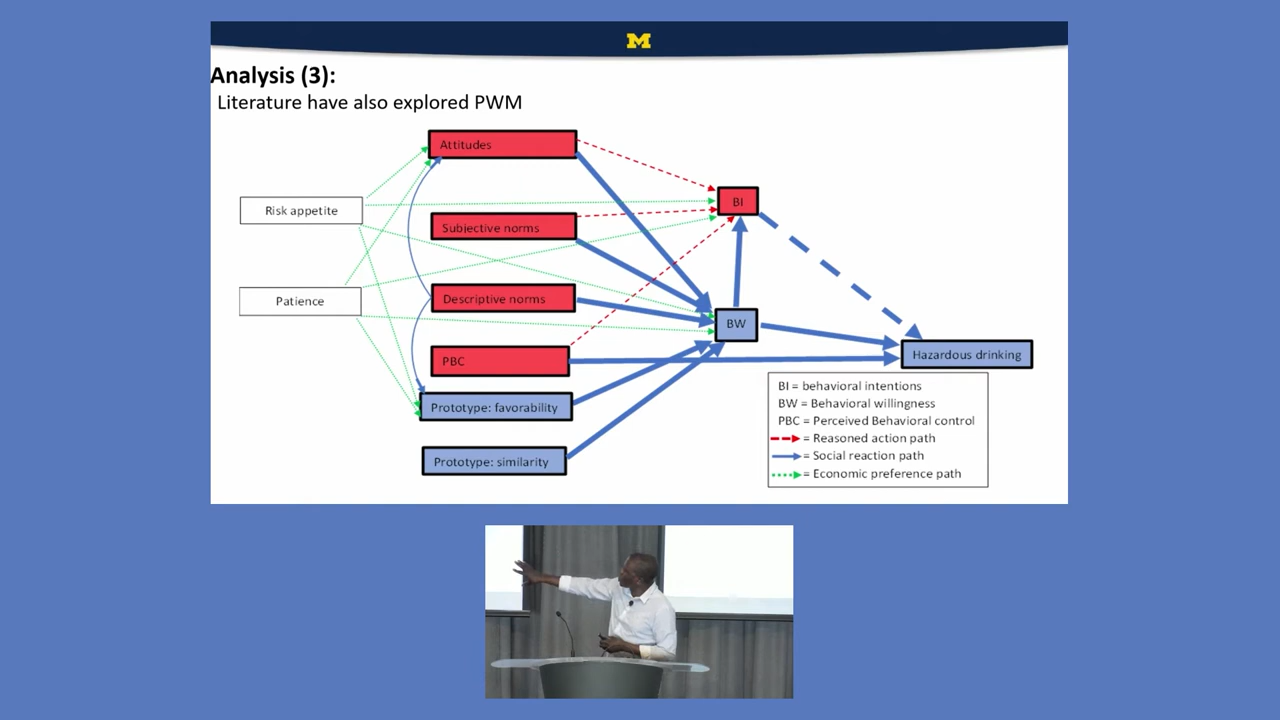 M
Analysis (3):
Literature have also explored PWM
Attitudes
Risk appetite
BI
Subjective norms
Patience
Descriptive norms
BW
PBC
Hazardous drinking
Prototype: favorability
Prototype: similarity
BI = behavioral intentions
BW = Behavioral willingness
PBC = Perceived Behavioral control
= Reasoned action path
= Social reaction path
= Economic preference path